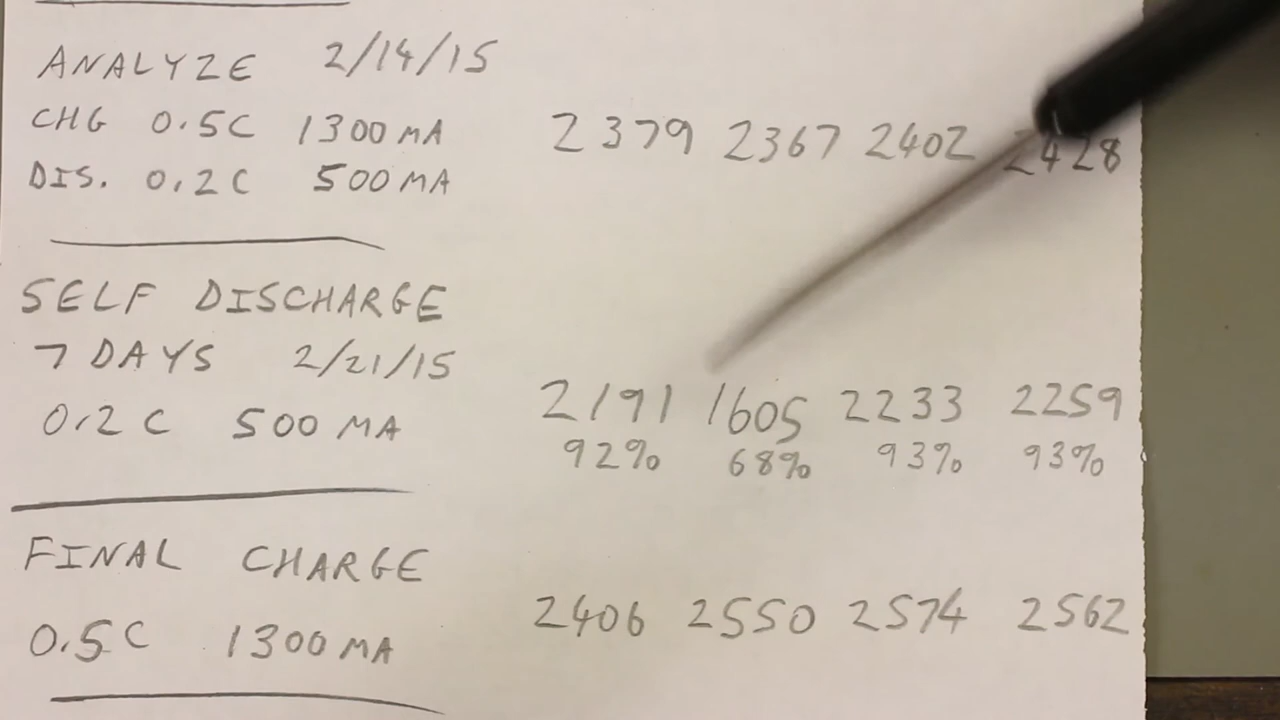 ANALYZE 2/14/15
CHG 0.5C 1300 MA 2379 2367 2402 2428
DIS. 0.2C 500 MA
SELF DISCHARGE
7 DAYS 2/21/15
0.2C 500 MA 2191 1605 2233 2259
92% 68% 93% 93%
FINAL CHARGE
0.5C 1300 MA 2406 2550 2574 2562